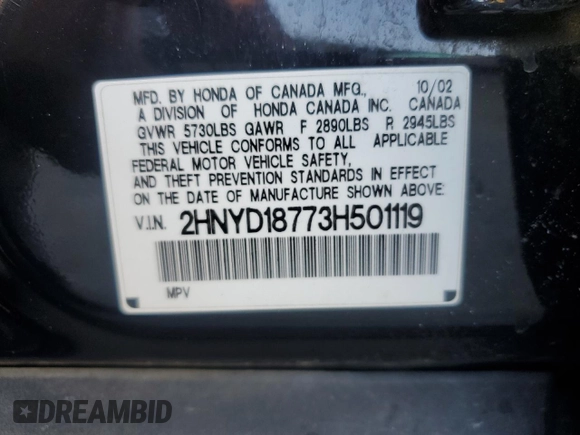 MFD. BY HONDA OF CANADA MFG., 10/02
A DIVISION OF HONDA CANADA INC. CANADA
GVWR 5730LBS GAWR F 2890LBS R 2945LBS
THIS VEHICLE CONFORMS TO ALL APPLICABLE
FEDERAL MOTOR VEHICLE SAFETY,
AND THEFT PREVENTION STANDARDS IN EFFECT
ON THE DATE OF MANUFACTURE SHOWN ABOVE:
V.I.N. 2HNYD18773H501119
MPV
DREAMBID